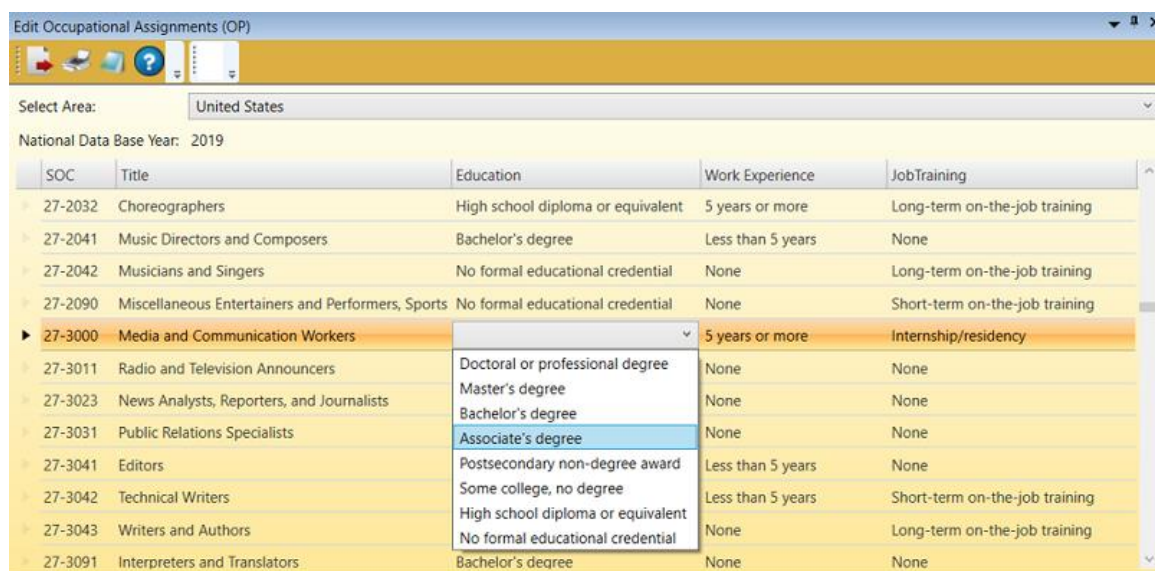 Edit Occupational Assignments (OP)
Select Area: United States
National Data Base Year: 2019
SOC Title Education Work Experience JobTraining
27-2032 Choreographers High school diploma or equivalent 5 years or more Long-term on-the-job training
27-2041 Music Directors and Composers Bachelor's degree Less than 5 years None
27-2042 Musicians and Singers No formal educational credential None Long-term on-the-job training
27-2090 Miscellaneous Entertainers and Performers, Sports No formal educational credential None Short-term on-the-job training
27-3000 Media and Communication Workers 5 years or more Internship/residency
Doctoral or professional degree
27-3011 Radio and Television Announcers None None
Master's degree
27-3023 News Analysts, Reporters, and Journalists None None
Bachelor's degree
27-3031 Public Relations Specialists Associate's degree None None
27-3041 Editors Postsecondary non-degree award Less than 5 years None
Some college, no degree
27-3042 Technical Writers Less than 5 years Short-term on-the-job training
High school diploma or equivalent
27-3043 Writers and Authors None Long-term on-the-job training
No formal educational credential
27-3091 Interpreters and Translators Bachelor's degree None None